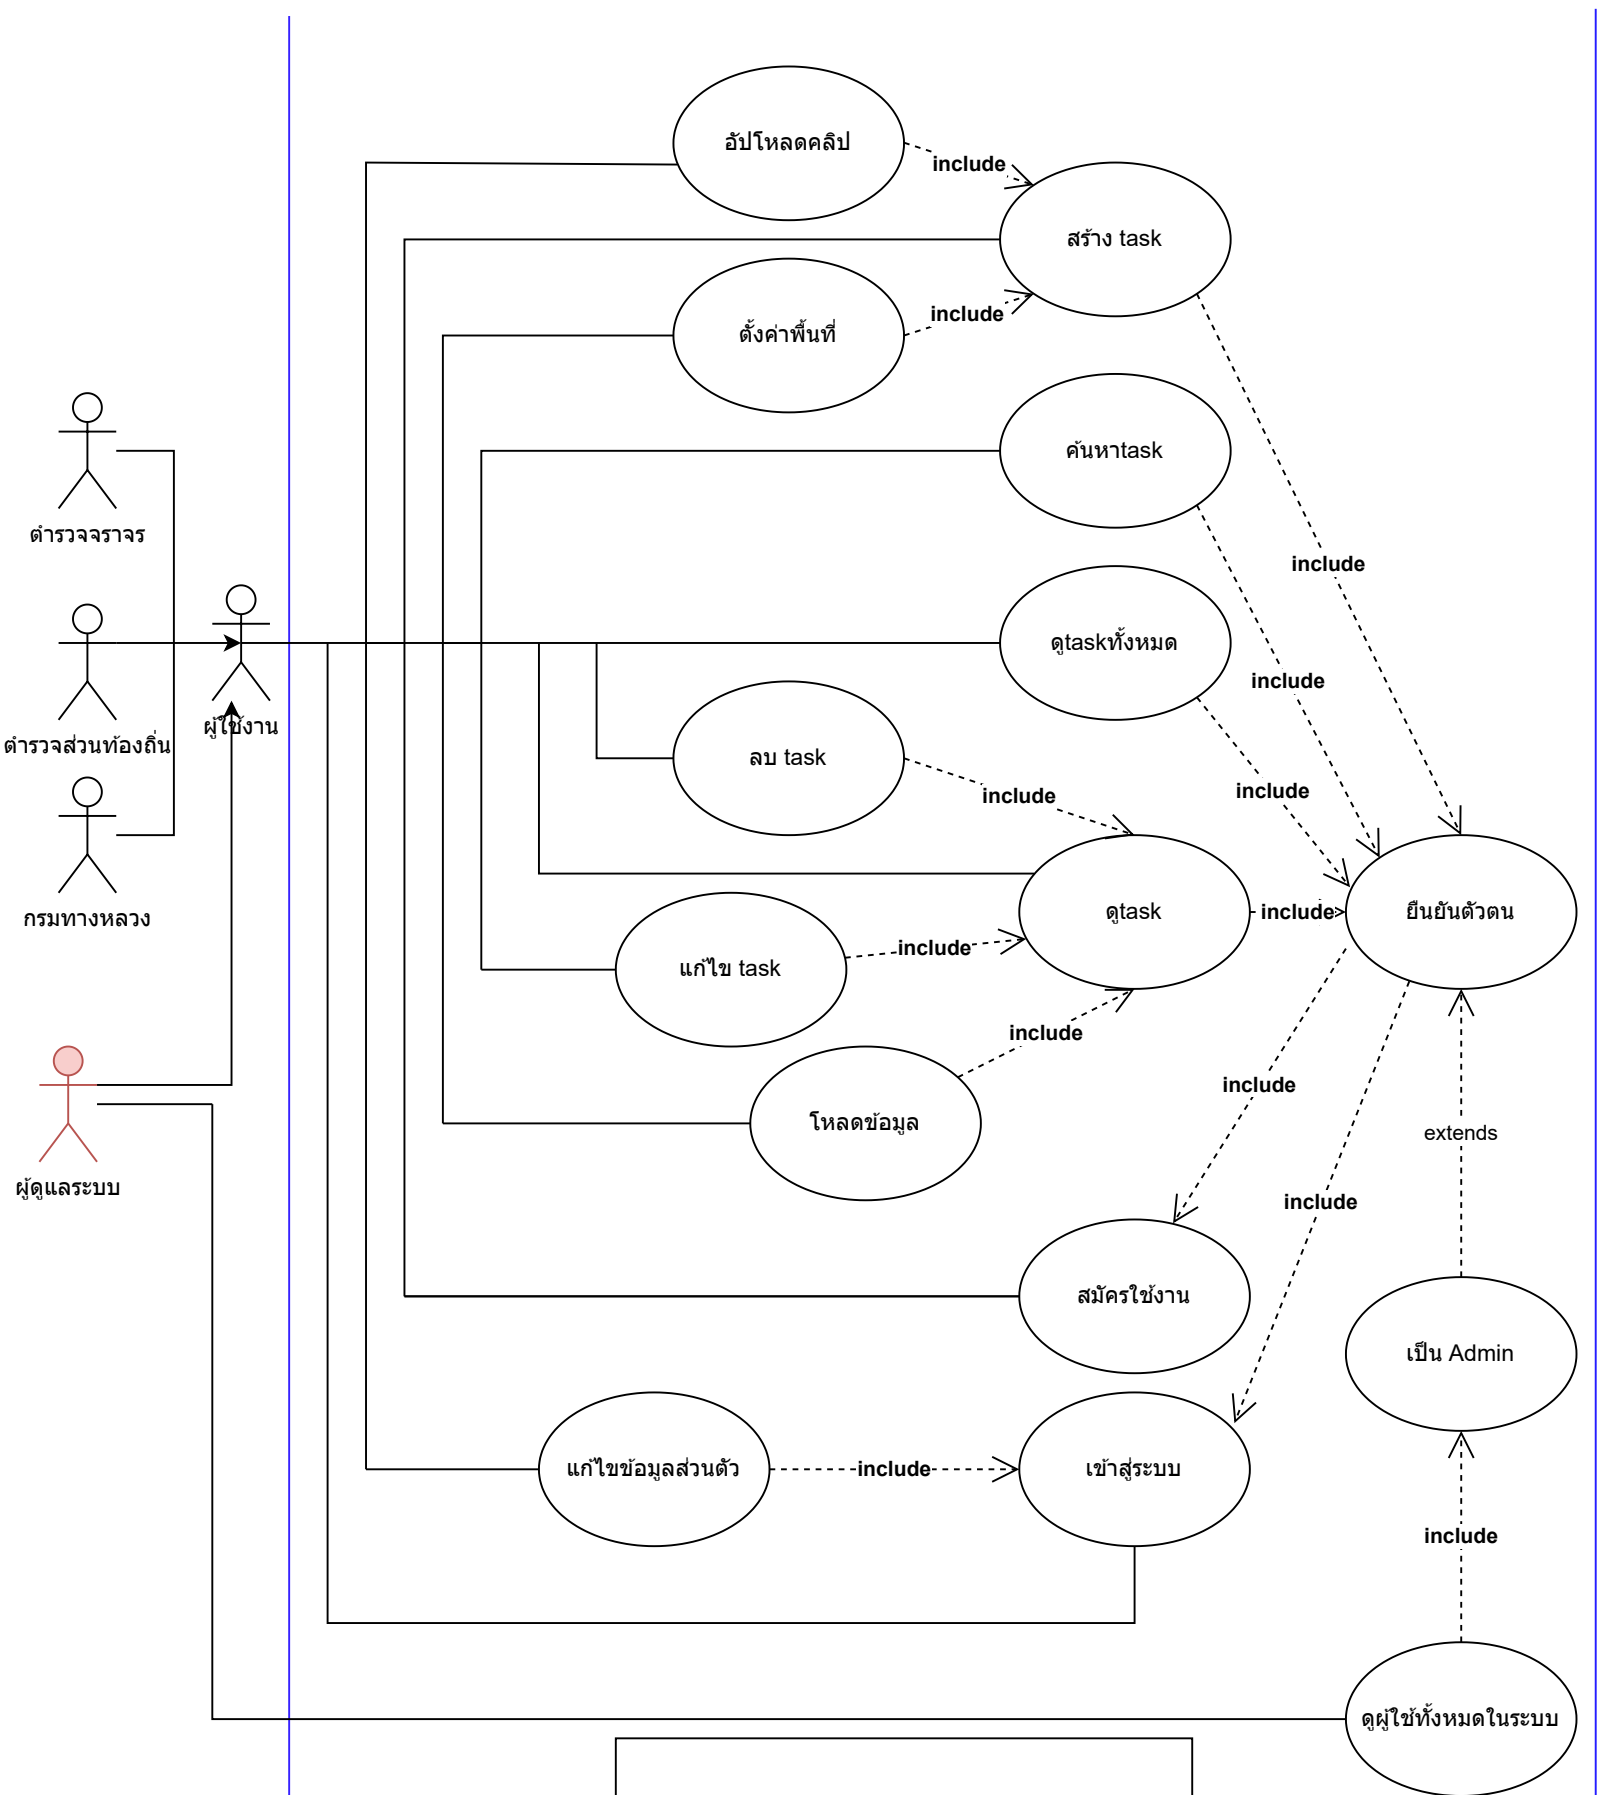 อัปโหลดคลิป
include
สร้าง task
include
ตั้งค่าพื้นที่
ค้นหาtask
ตำรวจจราจร
include
ดูtaskทั้งหมด
include
ผู้ใช้งาน
ตำรวจส่วนท้องถิ่น
ลบ task
include
include
ดูtask
include
ยืนยันตัวตน
กรมทางหลวง
include
แก้ไข task
include
include
โหลดข้อมูล
extends
ผู้ดูแลระบบ
include
สมัครใช้งาน
เป็น Admin
แก้ไขข้อมูลส่วนตัว
include
เข้าสู่ระบบ
include
ดูผู้ใช้ทั้งหมดในระบบ